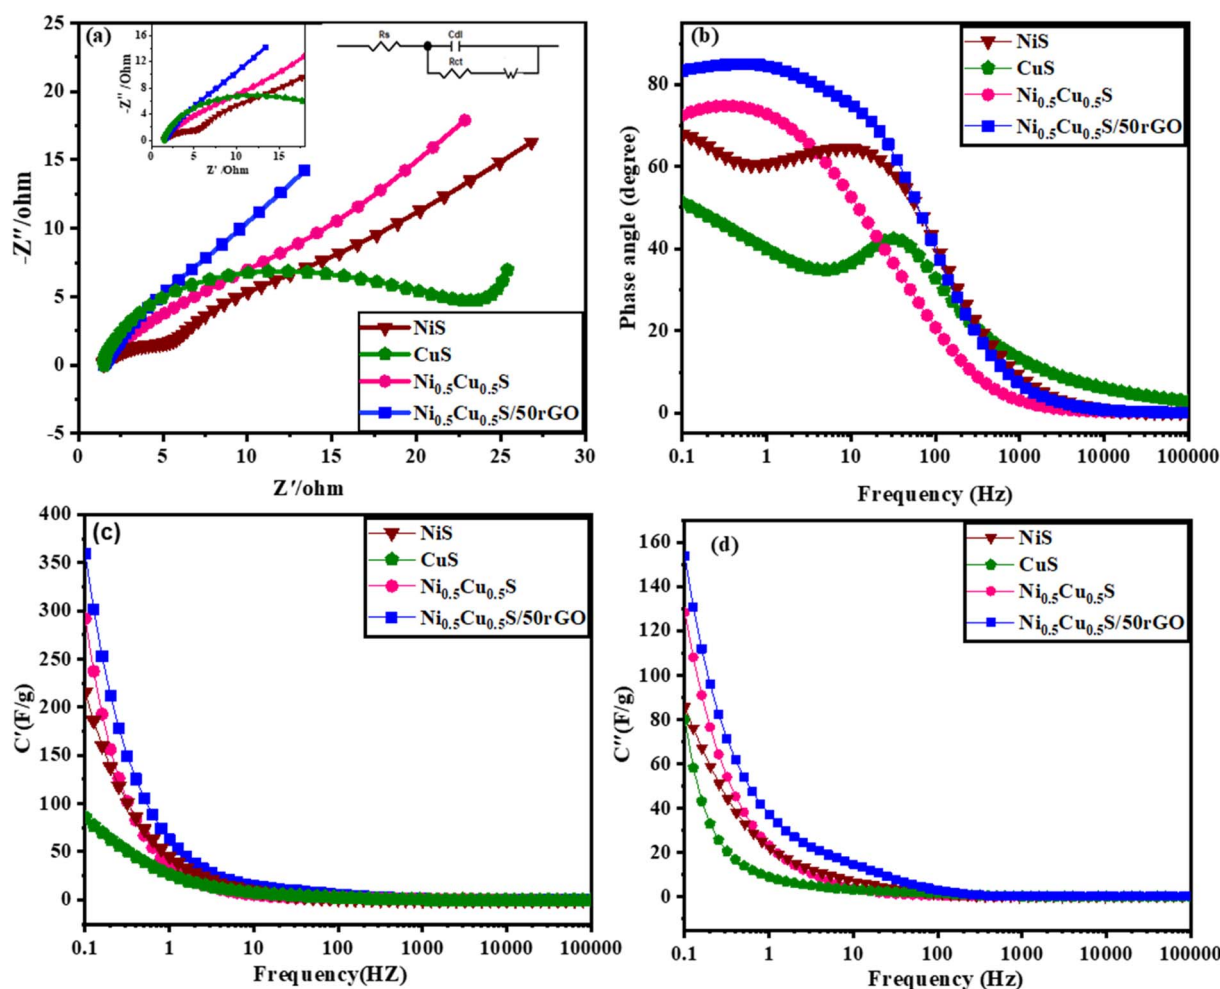 (a)
-Z''/ohm
25
20
15
10
5
0
-5
0
5
10
15
20
25
30
Z'/ohm
-Z'' /Ohm
16
12
8
4
0
0
5
10
15
Z' /Ohm
Rs
Cdl
Rct
W
NiS
CuS
Ni0.5Cu0.5S
Ni0.5Cu0.5S/50rGO
(b)
Phase angle (degree)
80
60
40
20
0
0.1
1
10
100
1000
10000
100000
Frequency (Hz)
NiS
CuS
Ni0.5Cu0.5S
Ni0.5Cu0.5S/50rGO
(c)
C'(F/g)
400
350
300
250
200
150
100
50
0
0.1
1
10
100
1000
10000
100000
Frequency(HZ)
NiS
CuS
Ni0.5Cu0.5S
Ni0.5Cu0.5S/50rGO
(d)
C''(F/g)
160
140
120
100
80
60
40
20
0
0.1
1
10
100
1000
10000
100000
Frequency (Hz)
NiS
CuS
Ni0.5Cu0.5S
Ni0.5Cu0.5S/50rGO